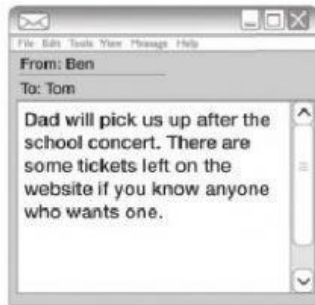 File Edit Tools View Message Help
From: Ben
To: Tom
Dad will pick us up after the
school concert. There are
some tickets left on the
website if you know anyone
who wants one.